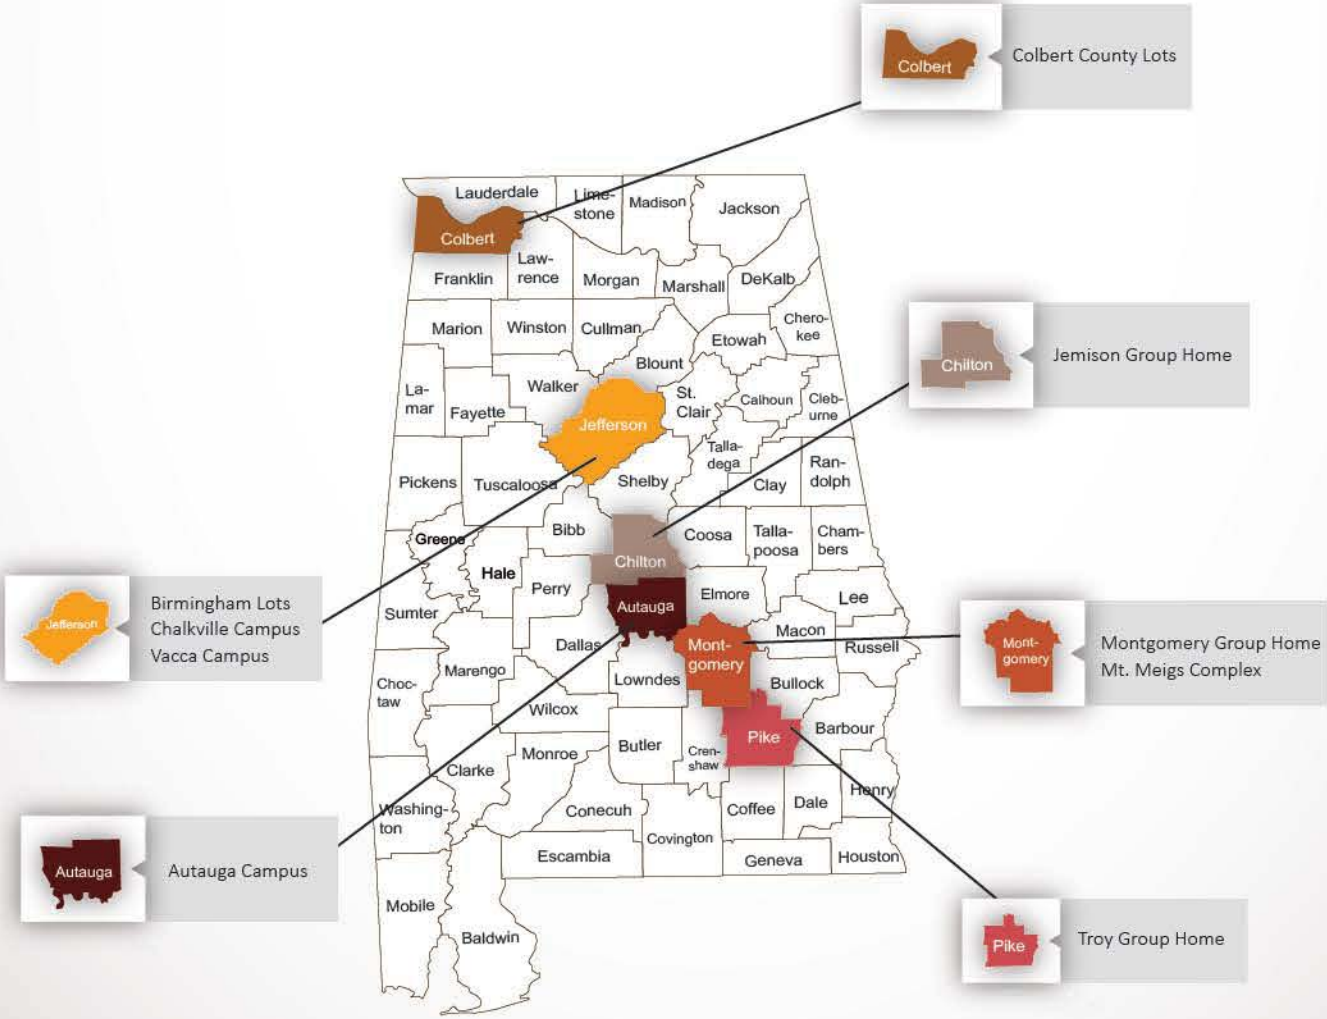 Colbert
Colbert County Lots
Lauderdale
Lime-
stone
Madison
Jackson
Colbert
Law-
rence
Franklin
Morgan
Marshall
DeKalb
Chilton
Jemison Group Home
Marion
Winston
Cullman
Etowah
Chero-
kee
Blount
Walker
La-
mar
Fayette
St.
Clair
Calhoun
Cleb-
urne
Jefferson
Talla-
dega
Pickens
Tuscaloosa
Shelby
Clay
Ran-
dolph
Greene
Bibb
Coosa
Talla-
poosa
Cham-
bers
Hale
Chilton
Perry
Elmore
Lee
Jefferson
Birmingham Lots
Chalkville Campus
Vacca Campus
Sumter
Autauga
Macon
Russell
Mont-
gomery
Montgomery Group Home
Mt. Meigs Complex
Dallas
Mont-
gomery
Marengo
Lowndes
Bullock
Choc-
taw
Wilcox
Pike
Barbour
Butler
Cren-
shaw
Monroe
Clarke
Henry
Washing-
ton
Conecuh
Coffee
Dale
Covington
Autauga
Autauga Campus
Escambia
Geneva
Houston
Mobile
Baldwin
Pike
Troy Group Home